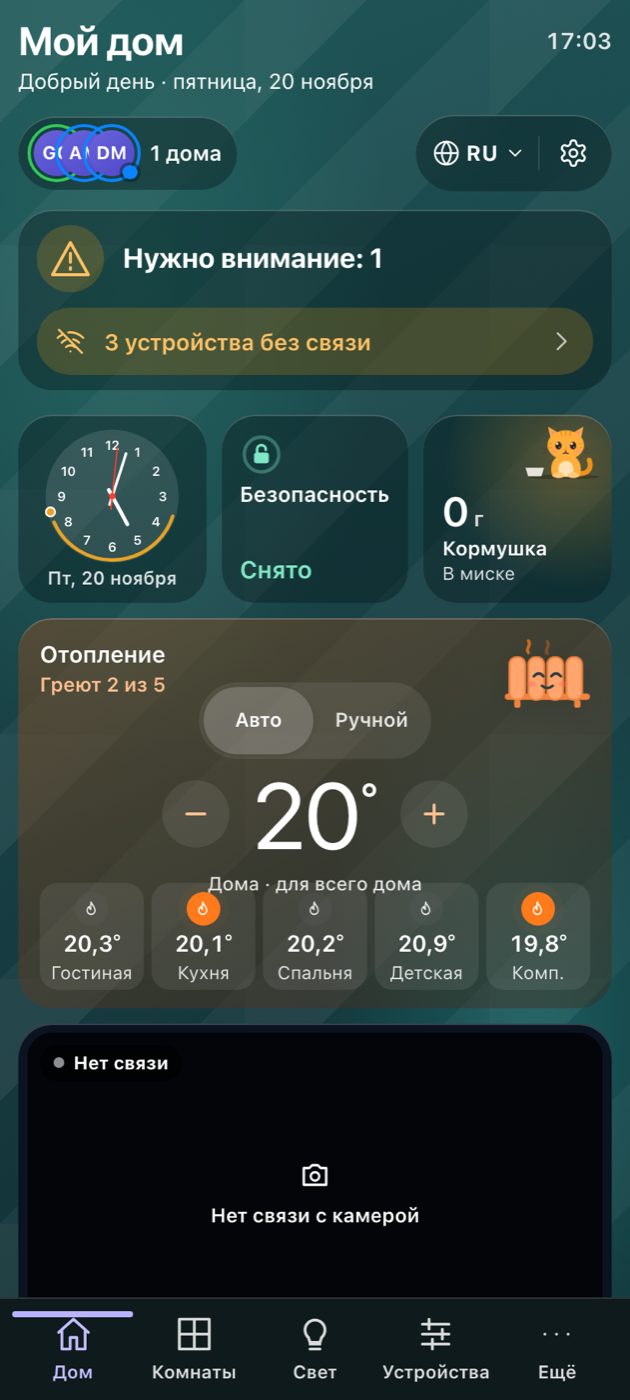 Мой дом
17:03
Добрый день · пятница, 20 ноября
DM
1 дома
RU
Нужно внимание: 1
3 устройства без связи
12
1
2
3
4
5
6
7
8
9
10
11
Пт, 20 ноября
Безопасность
Снято
0 г
Кормушка
В миске
Отопление
Греют 2 из 5
Авто
Ручной
20°
Дома · для всего дома
20,3°
Гостиная
20,1°
Кухня
20,2°
Спальня
20,9°
Детская
19,8°
Комп.
Нет связи
Нет связи с камерой
Дом
Комнаты
Свет
Устройства
Ещё